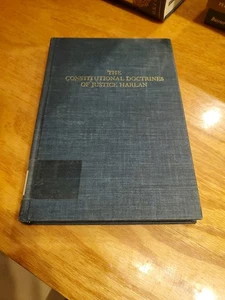 THE
CONSTITUTIONAL DOCTRINES
OF JUSTICE HARLAN